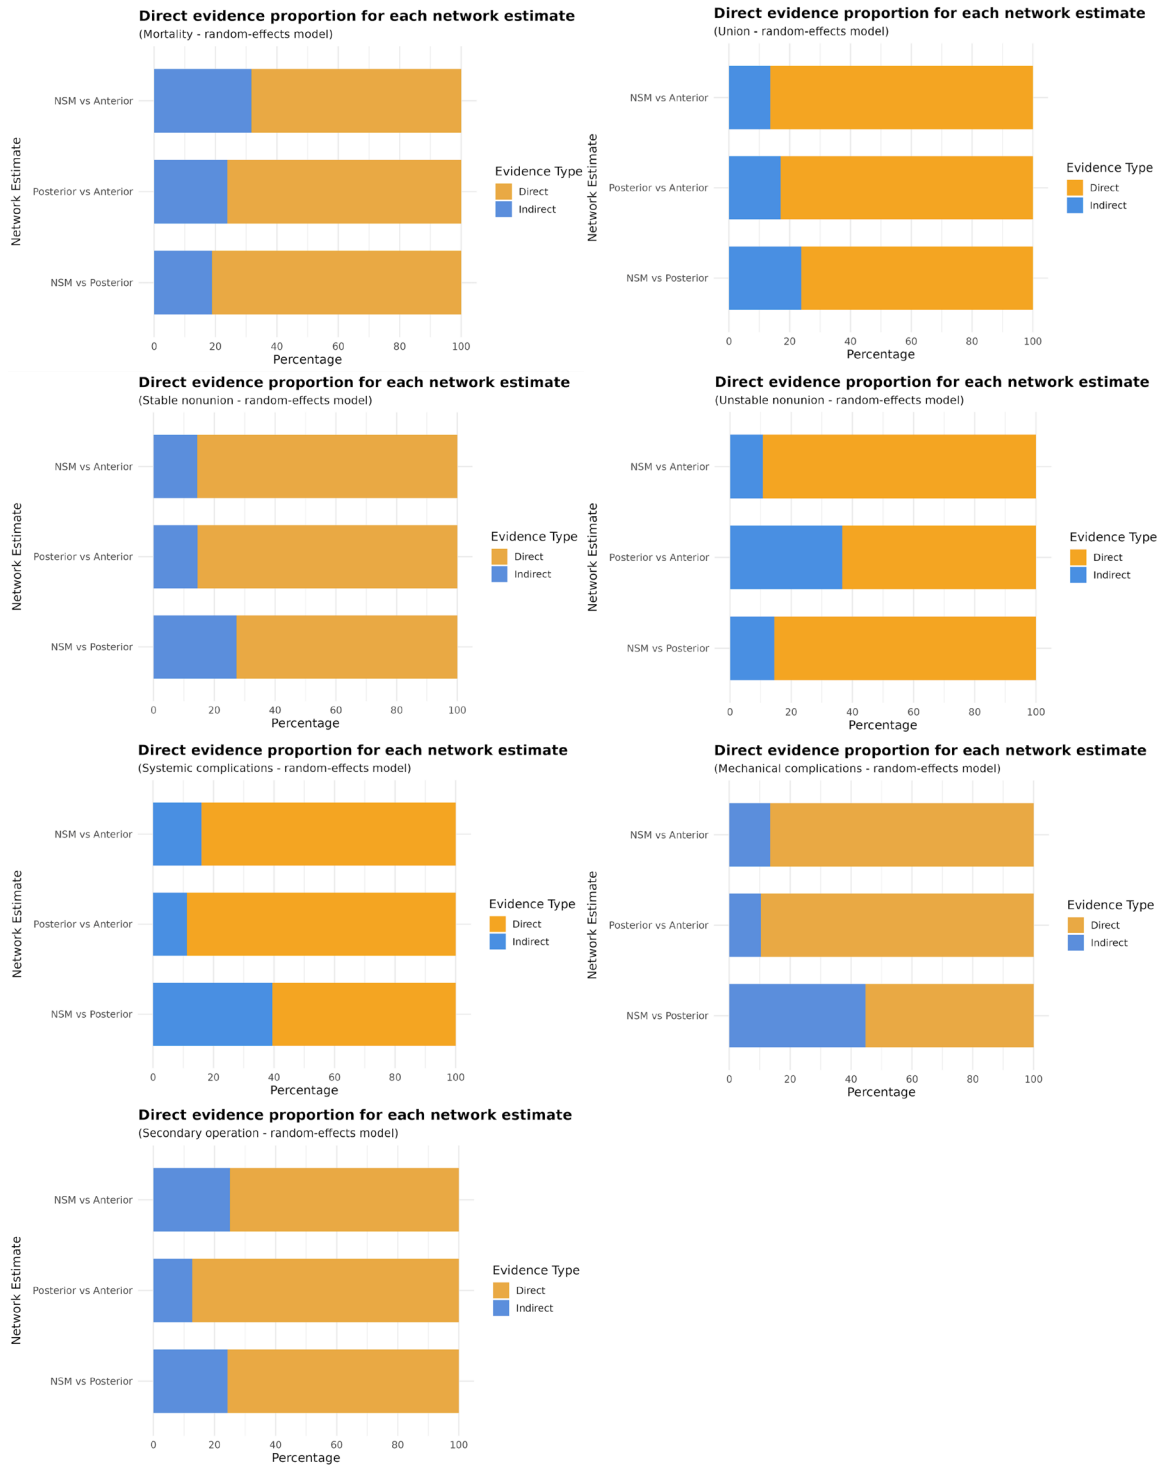 Direct evidence proportion for each network estimate
(Mortality - random-effects model)
Network Estimate
NSM vs Anterior
Posterior vs Anterior
NSM vs Posterior
0 20 40 60 80 100
Percentage
Evidence Type
Direct
Indirect
Direct evidence proportion for each network estimate
(Union - random-effects model)
Network Estimate
NSM vs Anterior
Posterior vs Anterior
NSM vs Posterior
0 20 40 60 80 100
Percentage
Evidence Type
Direct
Indirect
Direct evidence proportion for each network estimate
(Stable nonunion - random-effects model)
Network Estimate
NSM vs Anterior
Posterior vs Anterior
NSM vs Posterior
0 20 40 60 80 100
Percentage
Evidence Type
Direct
Indirect
Direct evidence proportion for each network estimate
(Unstable nonunion - random-effects model)
Network Estimate
NSM vs Anterior
Posterior vs Anterior
NSM vs Posterior
0 20 40 60 80 100
Percentage
Evidence Type
Direct
Indirect
Direct evidence proportion for each network estimate
(Systemic complications - random-effects model)
Network Estimate
NSM vs Anterior
Posterior vs Anterior
NSM vs Posterior
0 20 40 60 80 100
Percentage
Evidence Type
Direct
Indirect
Direct evidence proportion for each network estimate
(Mechanical complications - random-effects model)
Network Estimate
NSM vs Anterior
Posterior vs Anterior
NSM vs Posterior
0 20 40 60 80 100
Percentage
Evidence Type
Direct
Indirect
Direct evidence proportion for each network estimate
(Secondary operation - random-effects model)
Network Estimate
NSM vs Anterior
Posterior vs Anterior
NSM vs Posterior
0 20 40 60 80 100
Percentage
Evidence Type
Direct
Indirect